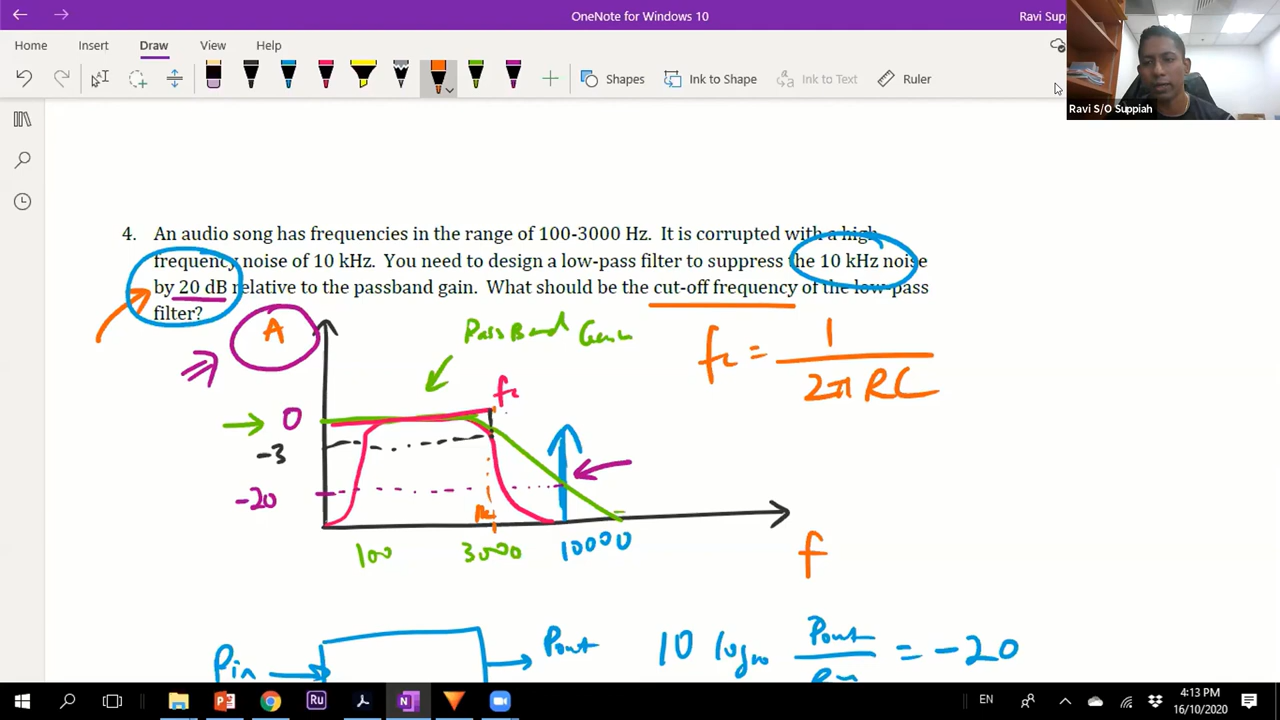 OneNote for Windows 10
Ravi Supp
Home Insert Draw View Help
Shapes Ink to Shape Ink to Text Ruler
Ravi S/O Suppiah
4. An audio song has frequencies in the range of 100-3000 Hz. It is corrupted with a high
frequency noise of 10 kHz. You need to design a low-pass filter to suppress the 10 kHz noise
by 20 dB relative to the passband gain. What should be the cut-off frequency of the low-pass
filter?
A
PassBand Gain
fc = 1 / 2π RC
fc
0
-3
-20
100 3000 10000
f
Pin
Pout
10 log10 Pout = -20
EN
4:13 PM
16/10/2020